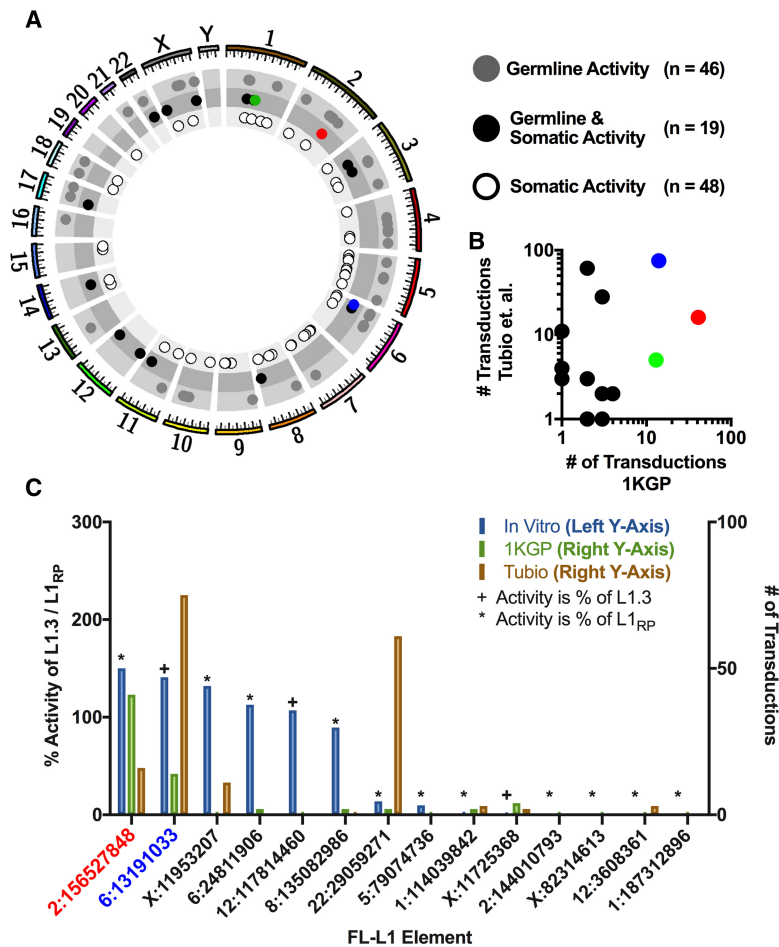 A
1
2
3
4
5
6
7
8
9
10
11
12
13
14
15
16
17
18
19
20
21
22
X
Y
Germline Activity (n = 46)
Germline &
Somatic Activity (n = 19)
Somatic Activity (n = 48)
B
# Transductions
Tubio et. al.
100
10
1
1 10 100
# of Transductions
1KGP
C
% Activity of L1.3 / L1RP
300
200
100
0
In Vitro (Left Y-Axis)
1KGP (Right Y-Axis)
Tubio (Right Y-Axis)
+ Activity is % of L1.3
* Activity is % of L1RP
100
50
0
# of Transductions
* + * * + * * * * + * * * *
2:156527848
6:13191033
X:11953207
6:24811906
12:117814460
8:135082986
22:29059271
5:79074736
1:114039842
X:11725368
2:144010793
X:82314613
12:3608361
1:187312896
FL-L1 Element